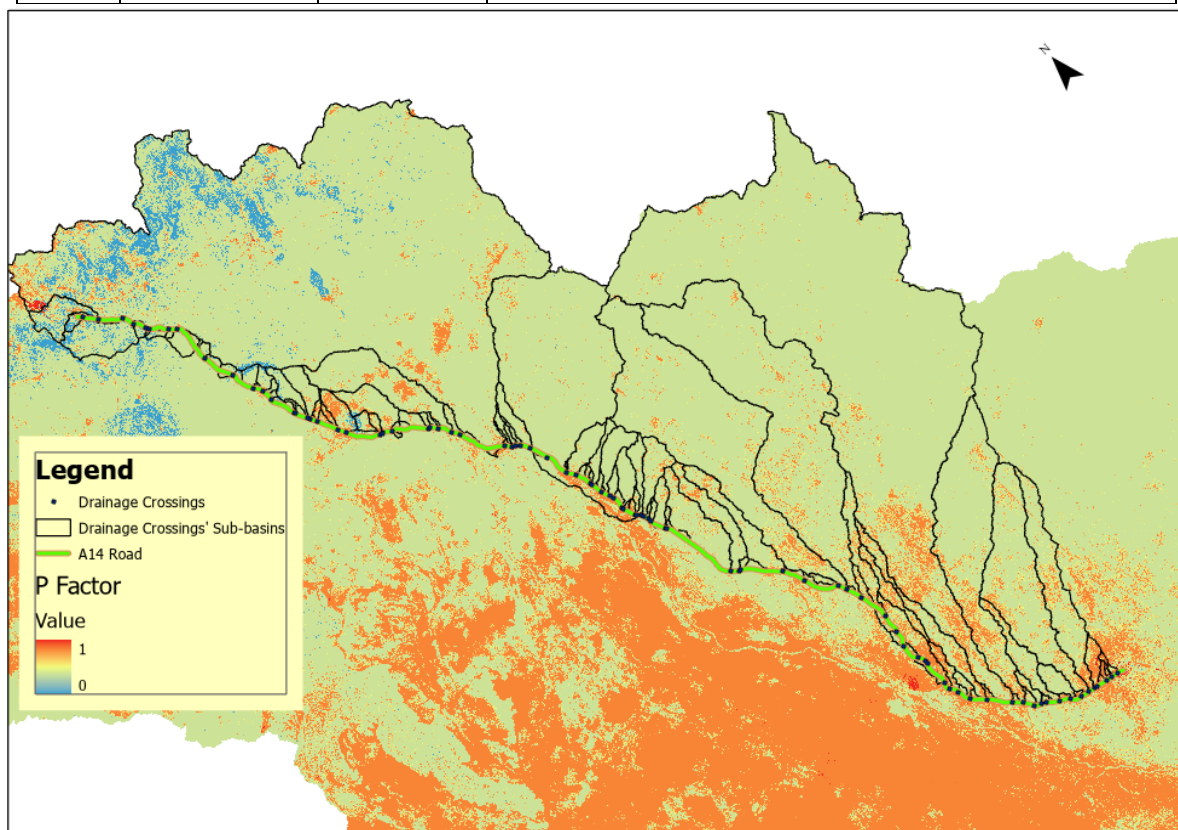 N
Legend
Drainage Crossings
Drainage Crossings' Sub-basins
A14 Road
P Factor
Value
1
0